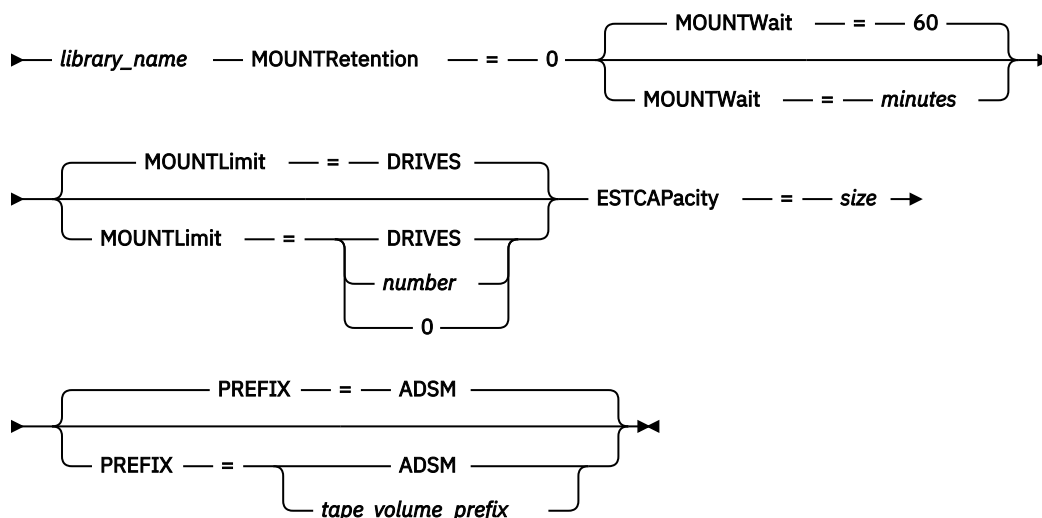 MOUNTWait = 60
library_name MOUNTRetention = 0
MOUNTWait = minutes
MOUNTLimit = DRIVES
ESTCAPacity = size
MOUNTLimit = DRIVES
number
0
PREFIX = ADSM
PREFIX = ADSM
tape_volume_prefix